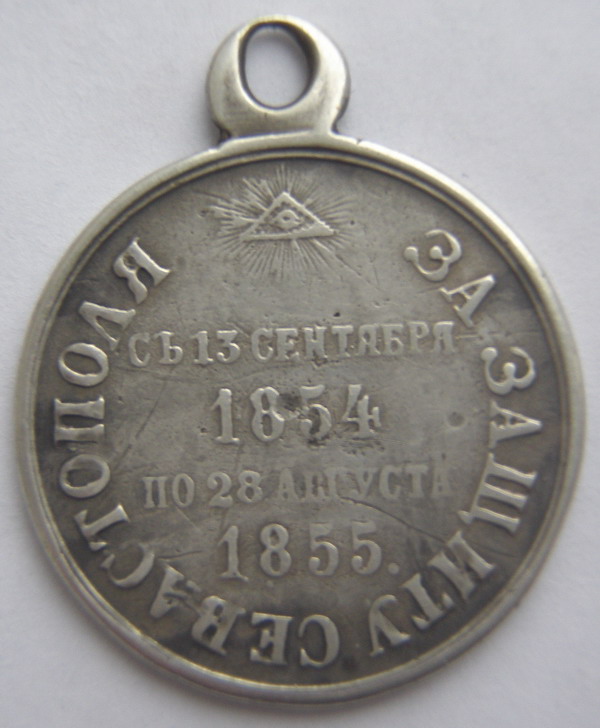 ЗА ЗАЩИТУ СЕВАСТОПОЛЯ
СЪ 13 СЕНТЯБРЯ
1854
ПО 28 АВГУСТА
1855.